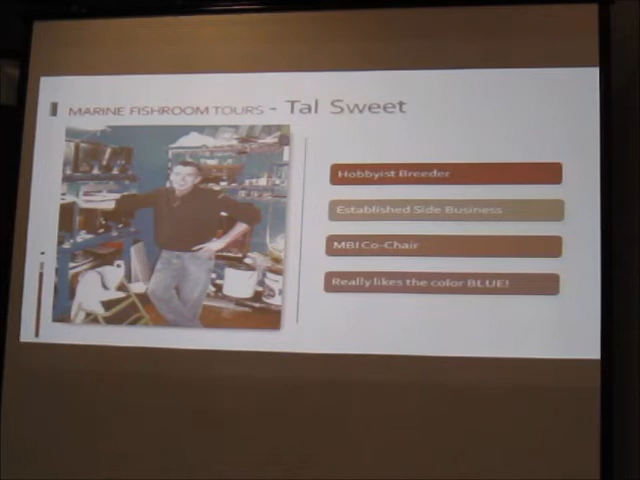 MARINE FISHROOM TOURS - Tal Sweet
Hobbyist Breeder
Established Side Business
MBI Co-Chair
Really likes the color BLUE!